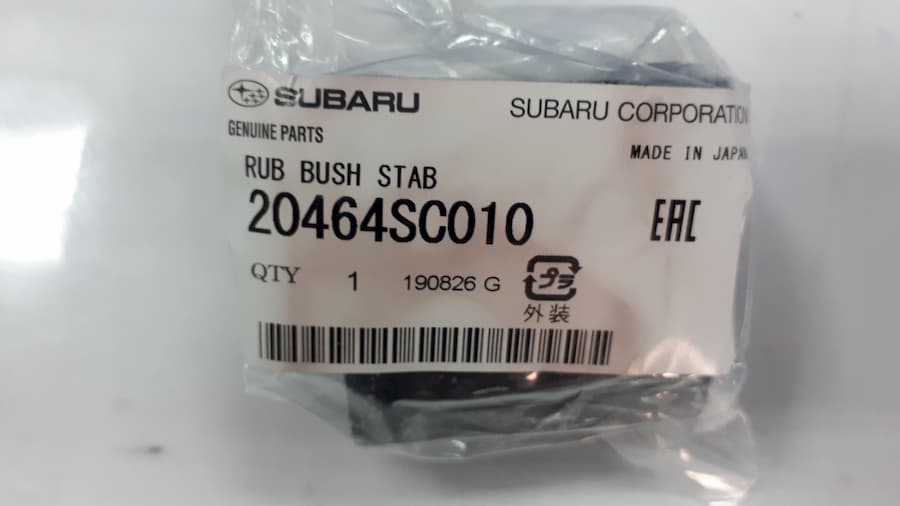 SUBARU
SUBARU CORPORATION
GENUINE PARTS
MADE IN JAPAN
RUB BUSH STAB
20464SC010
EAC
QTY 1 190826 G
プラ
外装